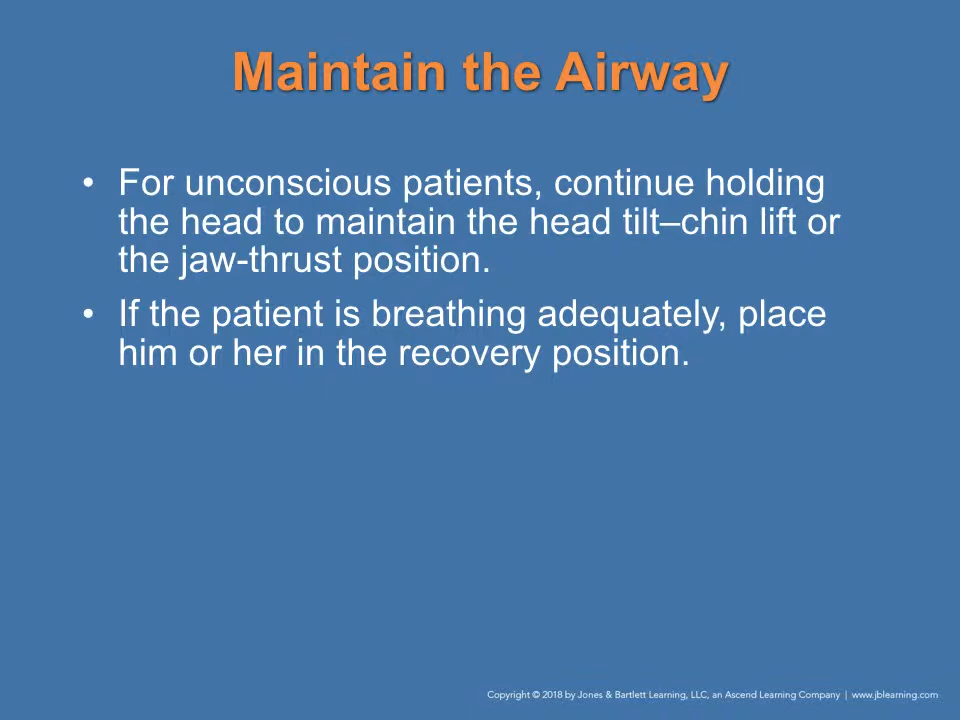 Maintain the Airway
• For unconscious patients, continue holding
the head to maintain the head tilt–chin lift or
the jaw-thrust position.
• If the patient is breathing adequately, place
him or her in the recovery position.
Copyright © 2018 by Jones & Bartlett Learning, LLC, an Ascend Learning Company | www.jblearning.com